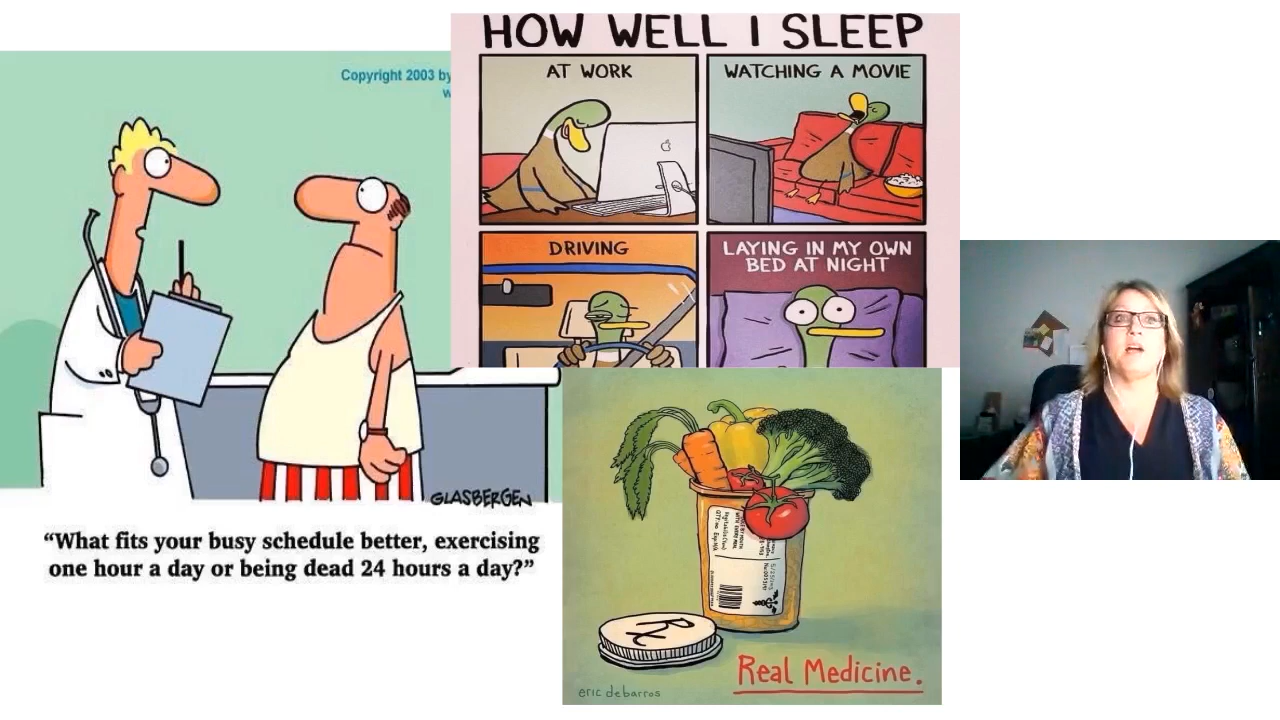 Copyright 2003 by
w
HOW WELL I SLEEP
AT WORK
WATCHING A MOVIE
DRIVING
LAYING IN MY OWN
BED AT NIGHT
GLASBERGEN
“What fits your busy schedule better, exercising
one hour a day or being dead 24 hours a day?”
Rx
Real Medicine.
eric debarros